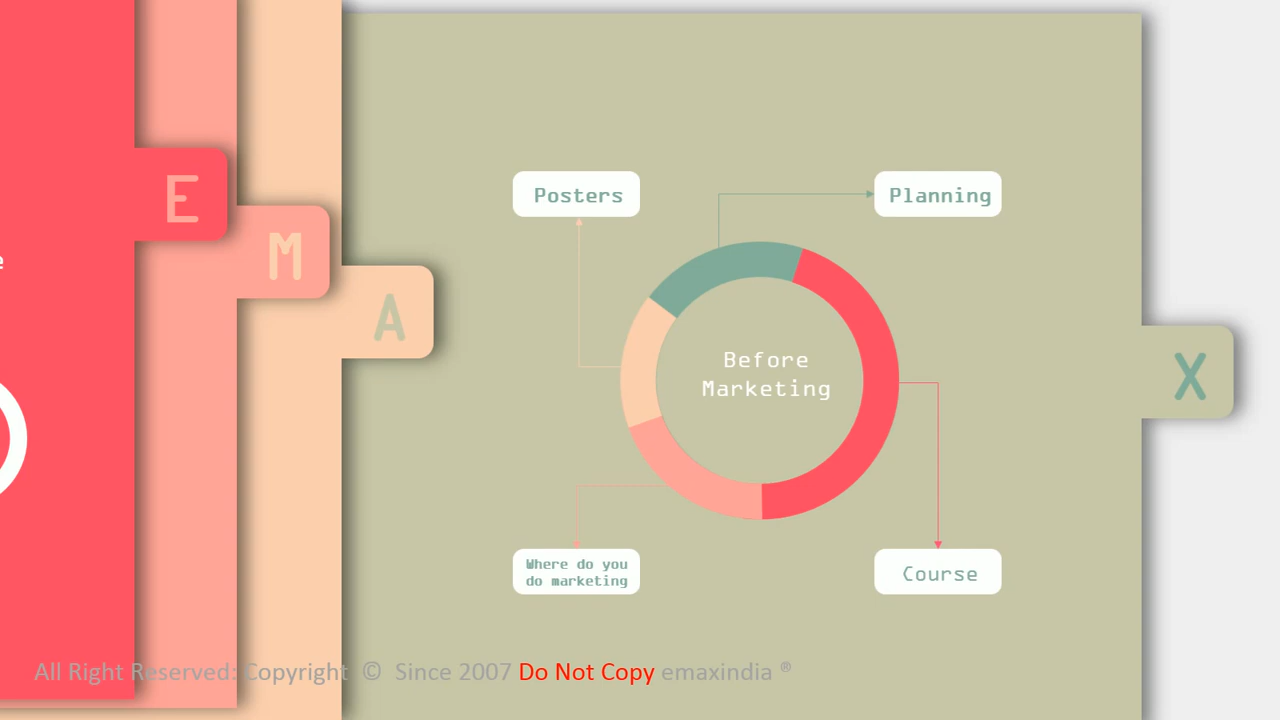 E
M
A
X
e
Posters
Planning
Before
Marketing
Where do you
do marketing
Course
All Right Reserved: Copyright © Since 2007 Do Not Copy emaxindia ®